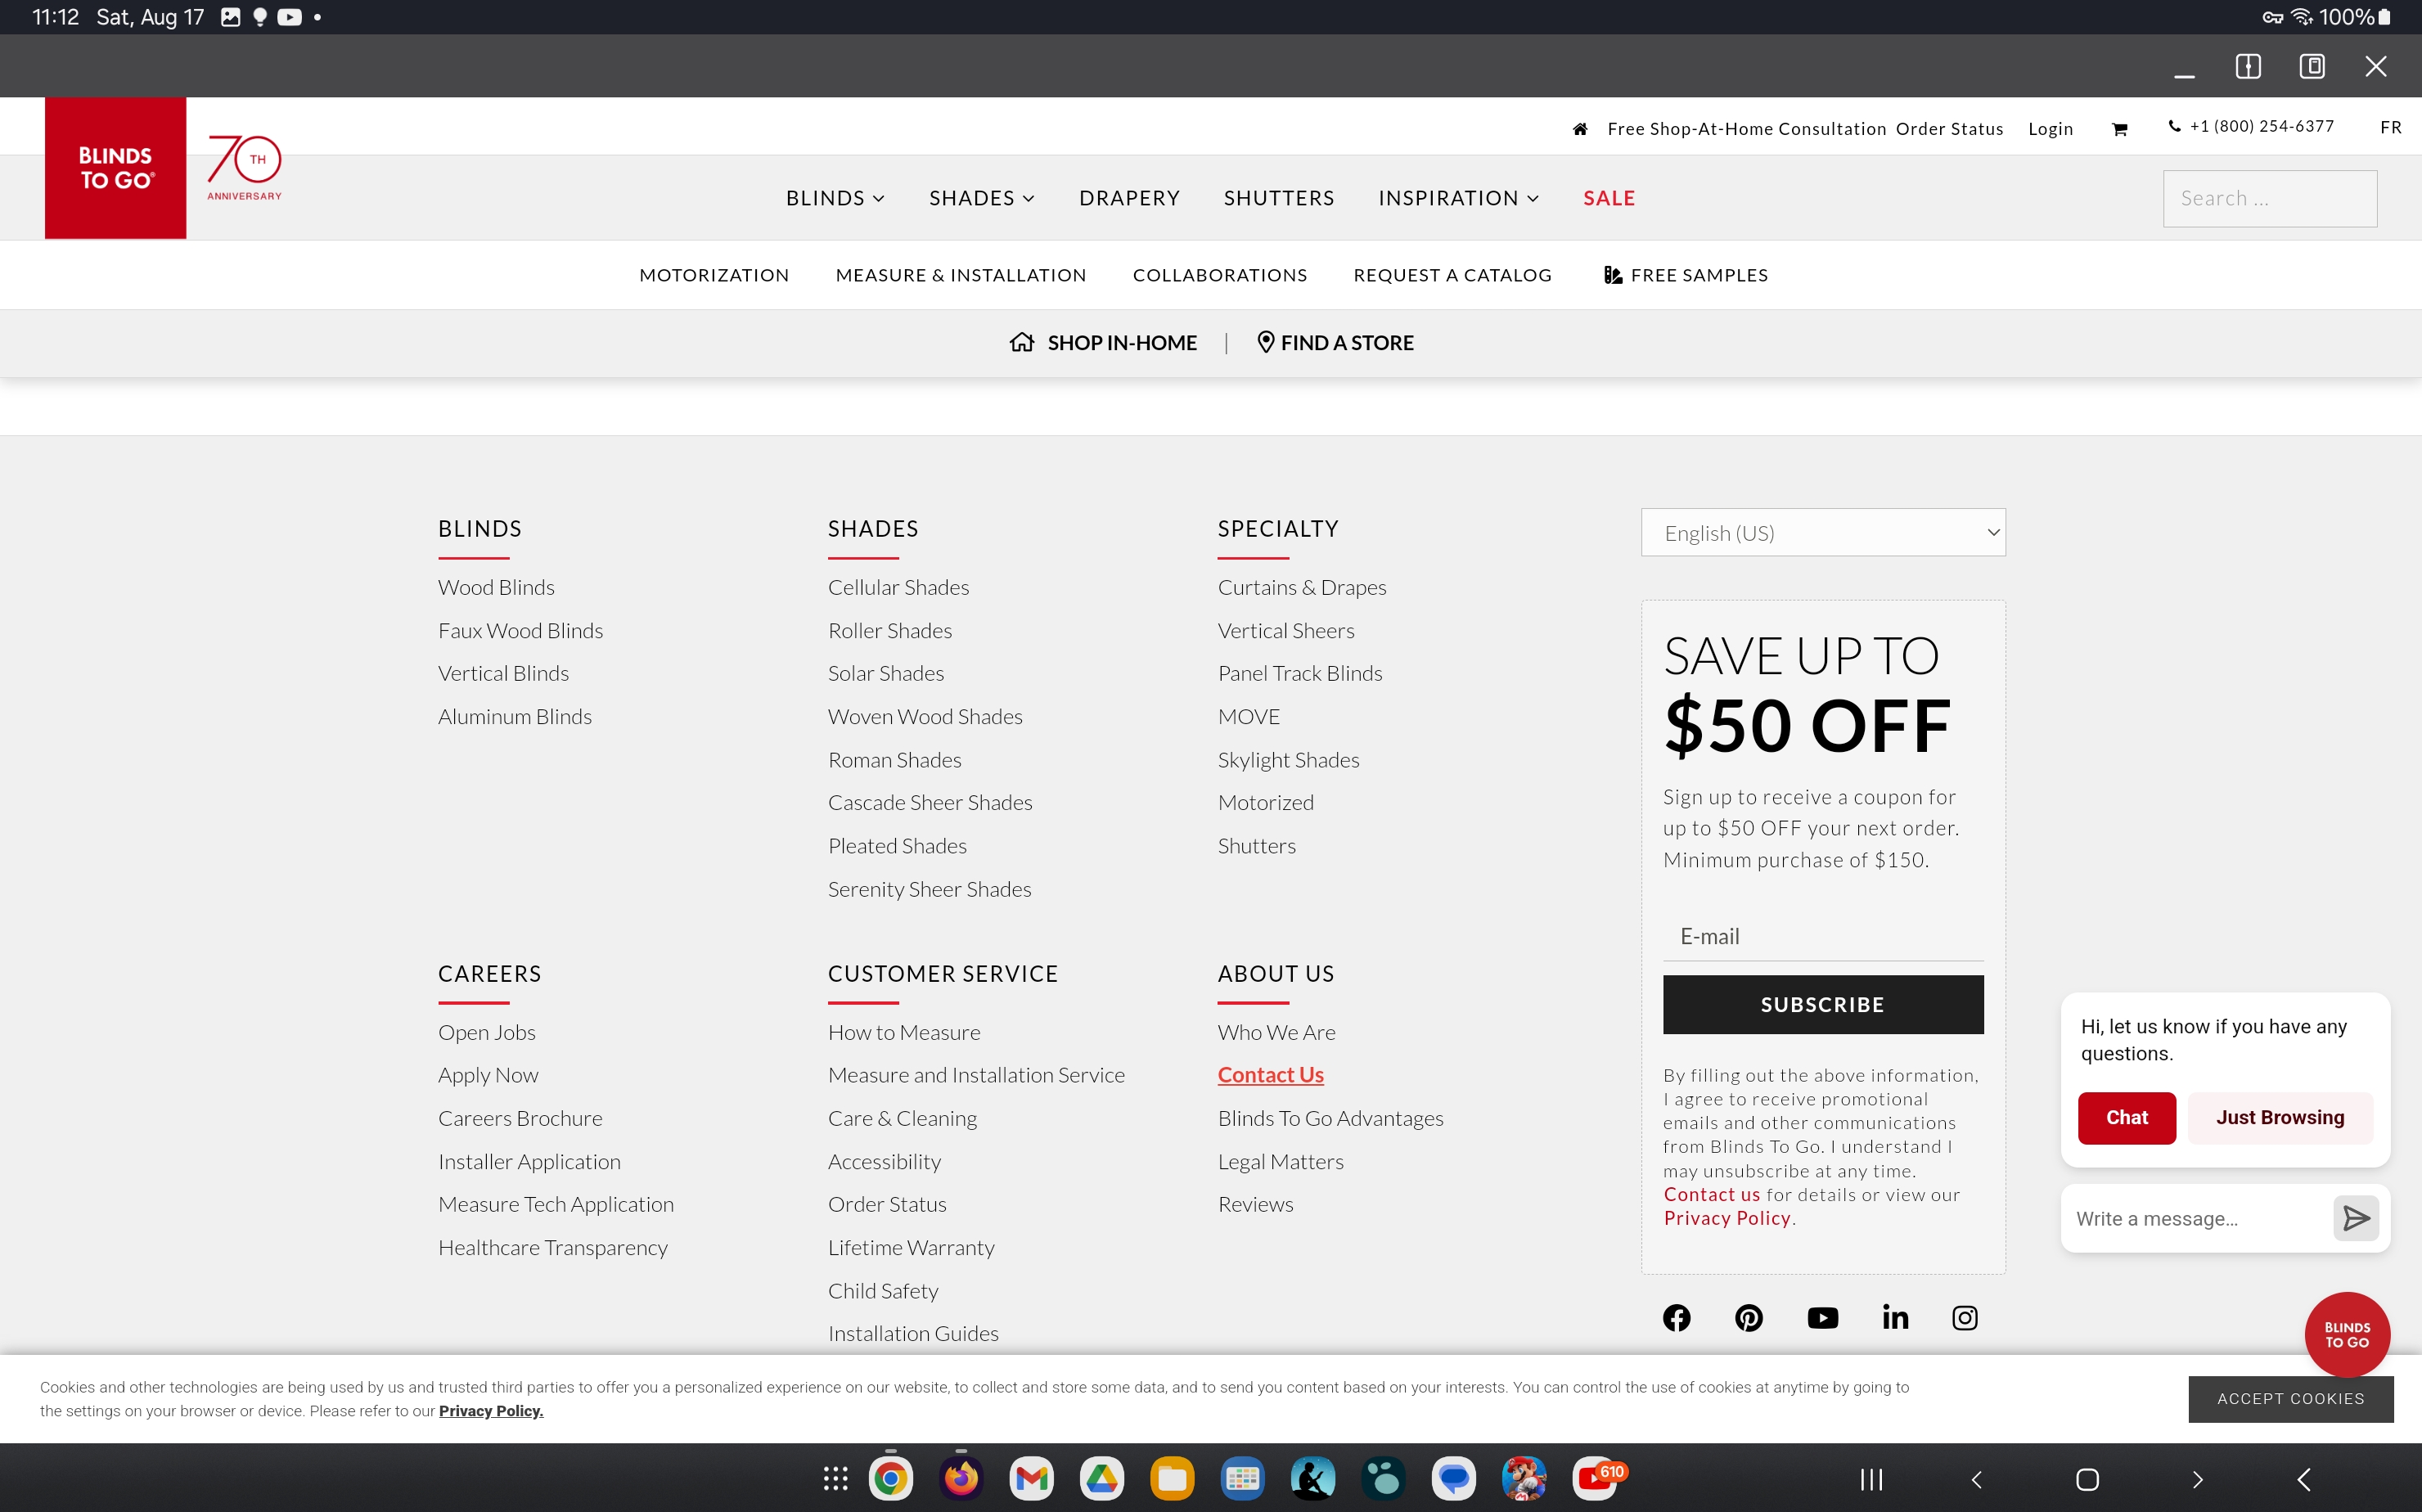 11:12 Sat, Aug 17
100%
BLINDS
TO GO®
70 TH
ANNIVERSARY
Free Shop-At-Home Consultation Order Status Login +1 (800) 254-6377 FR
BLINDS SHADES DRAPERY SHUTTERS INSPIRATION SALE
Search ...
MOTORIZATION MEASURE & INSTALLATION COLLABORATIONS REQUEST A CATALOG FREE SAMPLES
SHOP IN-HOME | FIND A STORE
BLINDS
Wood Blinds
Faux Wood Blinds
Vertical Blinds
Aluminum Blinds
SHADES
Cellular Shades
Roller Shades
Solar Shades
Woven Wood Shades
Roman Shades
Cascade Sheer Shades
Pleated Shades
Serenity Sheer Shades
SPECIALTY
Curtains & Drapes
Vertical Sheers
Panel Track Blinds
MOVE
Skylight Shades
Motorized
Shutters
CAREERS
Open Jobs
Apply Now
Careers Brochure
Installer Application
Measure Tech Application
Healthcare Transparency
CUSTOMER SERVICE
How to Measure
Measure and Installation Service
Care & Cleaning
Accessibility
Order Status
Lifetime Warranty
Child Safety
Installation Guides
ABOUT US
Who We Are
Contact Us
Blinds To Go Advantages
Legal Matters
Reviews
English (US)
SAVE UP TO
$50 OFF
Sign up to receive a coupon for
up to $50 OFF your next order.
Minimum purchase of $150.
E-mail
SUBSCRIBE
By filling out the above information,
I agree to receive promotional
emails and other communications
from Blinds To Go. I understand I
may unsubscribe at any time.
Contact us for details or view our
Privacy Policy.
Hi, let us know if you have any
questions.
Chat Just Browsing
Write a message...
BLINDS
TO GO
Cookies and other technologies are being used by us and trusted third parties to offer you a personalized experience on our website, to collect and store some data, and to send you content based on your interests. You can control the use of cookies at anytime by going to
the settings on your browser or device. Please refer to our Privacy Policy.
ACCEPT COOKIES
610